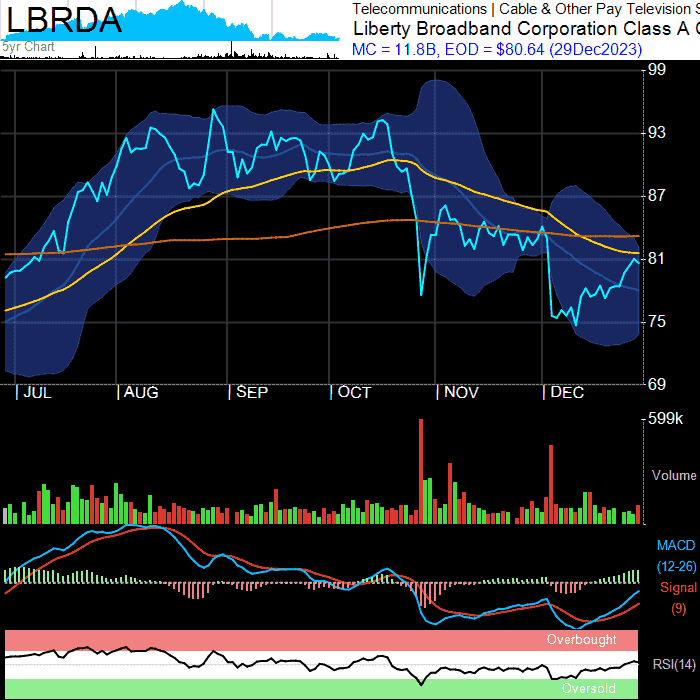 LBRDA
Telecommunications | Cable & Other Pay Television S
Liberty Broadband Corporation Class A C
5yr Chart
MC = 11.8B, EOD = $80.64 (29Dec2023)
99
93
87
81
75
69
JUL AUG SEP OCT NOV DEC
599k
Volume
MACD
(12-26)
Signal
(9)
Overbought
RSI(14)
Oversold